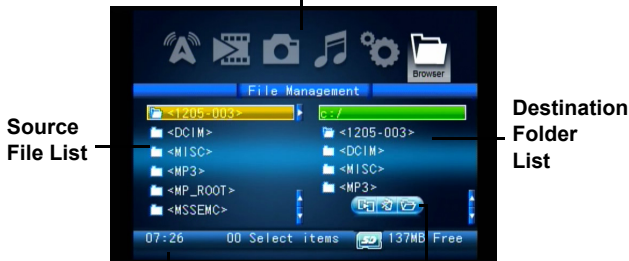 Browser
File Management
<1205-003>
<DCIM>
<MISC>
<MP3>
<MP_ROOT>
<MSSEMC>
c:/
<1205-003>
<DCIM>
<MISC>
<MP3>
07:26 00 Select items SD 137MB Free
Source
File List
Destination
Folder
List